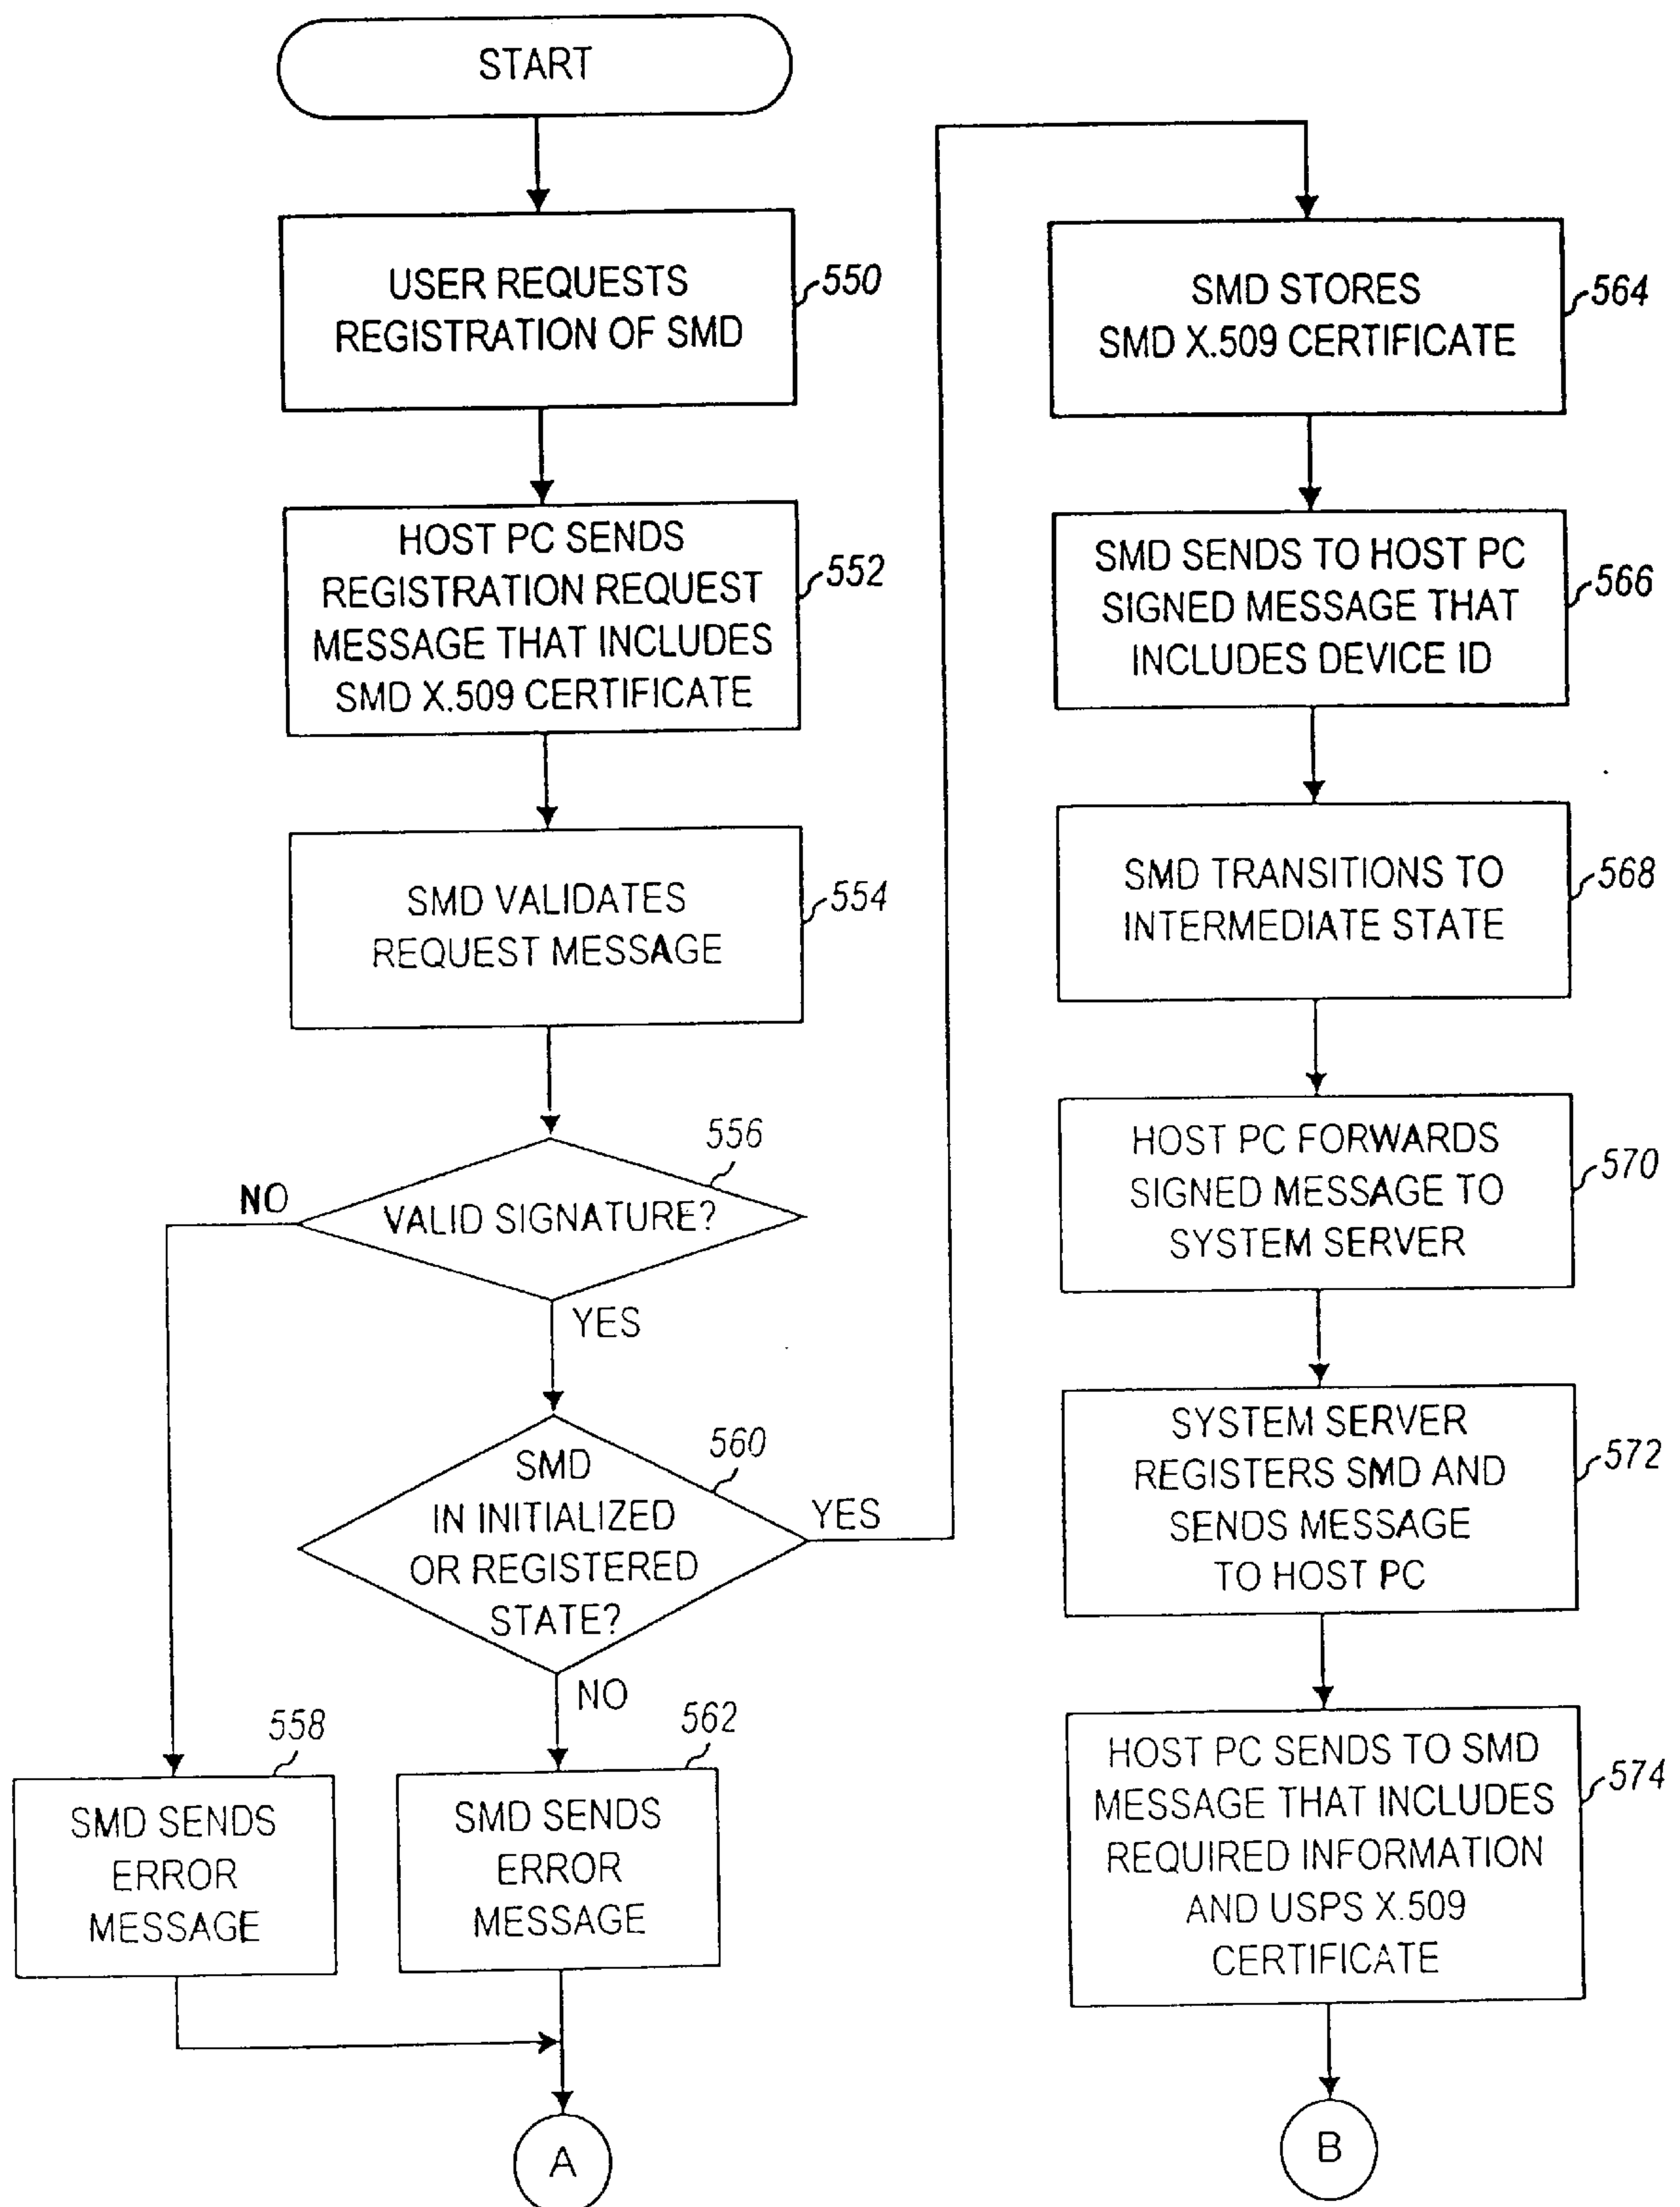 START
USER REQUESTS
REGISTRATION OF SMD
550
HOST PC SENDS
REGISTRATION REQUEST
MESSAGE THAT INCLUDES
SMD X.509 CERTIFICATE
552
SMD VALIDATES
REQUEST MESSAGE
554
556
NO
VALID SIGNATURE?
YES
560
SMD
IN INITIALIZED
OR REGISTERED
STATE?
YES
NO
558
SMD SENDS
ERROR
MESSAGE
562
SMD SENDS
ERROR
MESSAGE
A
SMD STORES
SMD X.509 CERTIFICATE
564
SMD SENDS TO HOST PC
SIGNED MESSAGE THAT
INCLUDES DEVICE ID
566
SMD TRANSITIONS TO
INTERMEDIATE STATE
568
HOST PC FORWARDS
SIGNED MESSAGE TO
SYSTEM SERVER
570
SYSTEM SERVER
REGISTERS SMD AND
SENDS MESSAGE
TO HOST PC
572
HOST PC SENDS TO SMD
MESSAGE THAT INCLUDES
REQUIRED INFORMATION
AND USPS X.509
CERTIFICATE
574
B